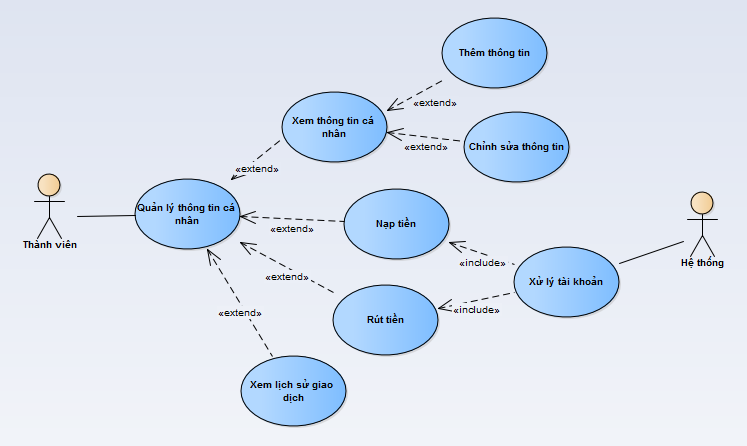 Thêm thông tin
«extend»
Xem thông tin cá
nhân
«extend»
Chỉnh sửa thông tin
«extend»
Quản lý thông tin cá
nhân
Thành viên
Nạp tiền
«extend»
«include»
Hệ thống
Xử lý tài khoản
«extend»
«include»
Rút tiền
«extend»
Xem lịch sử giao
dịch